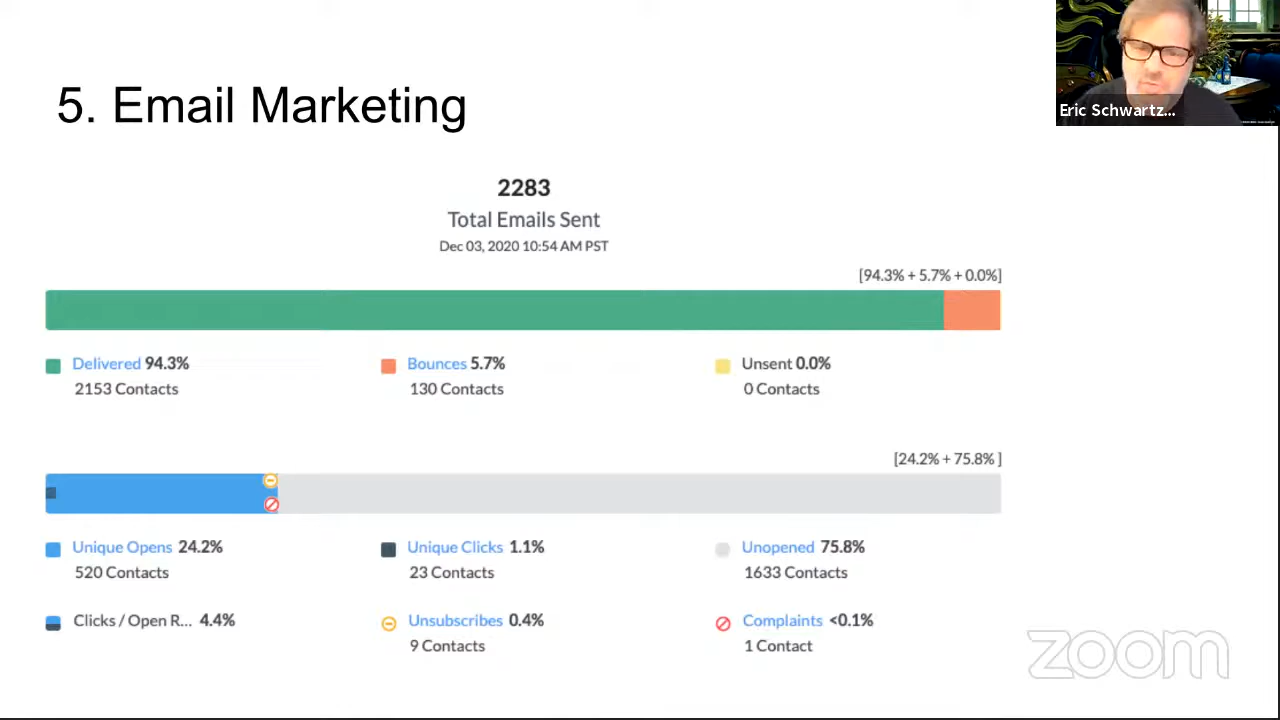 5. Email Marketing
Eric Schwartz...
2283
Total Emails Sent
Dec 03, 2020 10:54 AM PST
[94.3% + 5.7% + 0.0%]
Delivered 94.3%
2153 Contacts
Bounces 5.7%
130 Contacts
Unsent 0.0%
0 Contacts
[24.2% + 75.8% ]
Unique Opens 24.2%
520 Contacts
Unique Clicks 1.1%
23 Contacts
Unopened 75.8%
1633 Contacts
Clicks / Open R... 4.4%
Unsubscribes 0.4%
9 Contacts
Complaints <0.1%
1 Contact
zoom